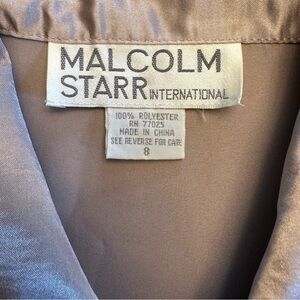 MALCOLM
STARR INTERNATIONAL
100% POLYESTER
RN 77025
MADE IN CHINA
SEE REVERSE FOR CARE
8